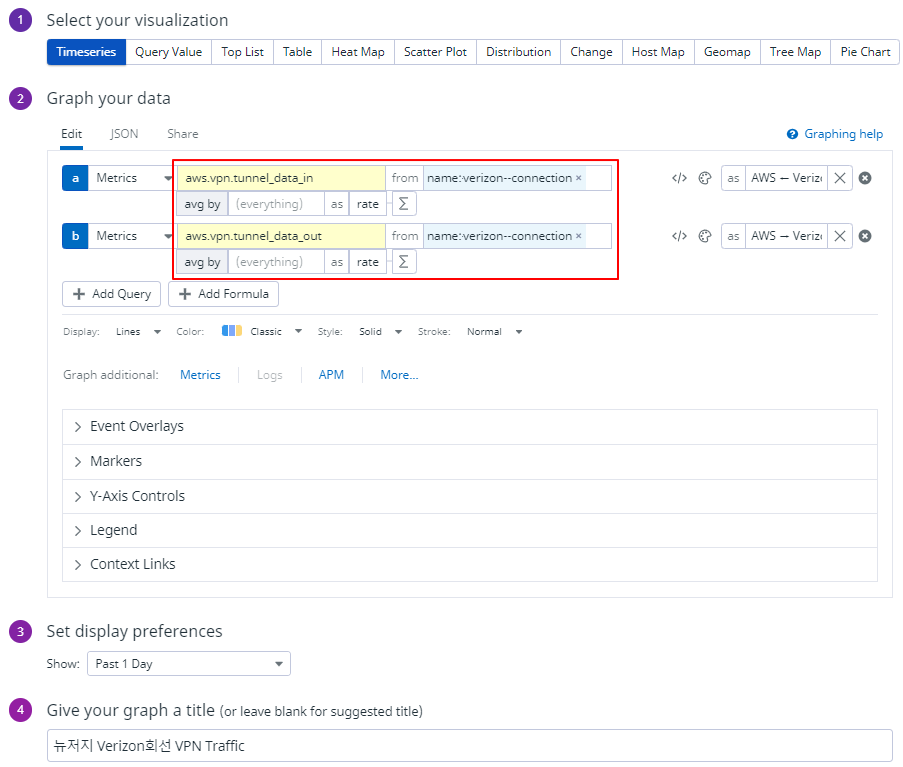 1 Select your visualization
Timeseries Query Value Top List Table Heat Map Scatter Plot Distribution Change Host Map Geomap Tree Map Pie Chart
2 Graph your data
Edit JSON Share Graphing help
a Metrics aws.vpn.tunnel_data_in from name:verizon--connection × </> as AWS ← Verizo
avg by (everything) as rate Σ
b Metrics aws.vpn.tunnel_data_out from name:verizon--connection × </> as AWS → Verizo
avg by (everything) as rate Σ
+ Add Query + Add Formula
Display: Lines Color: Classic Style: Solid Stroke: Normal
Graph additional: Metrics Logs APM More...
> Event Overlays
> Markers
> Y-Axis Controls
> Legend
> Context Links
3 Set display preferences
Show: Past 1 Day
4 Give your graph a title (or leave blank for suggested title)
뉴저지 Verizon회선 VPN Traffic